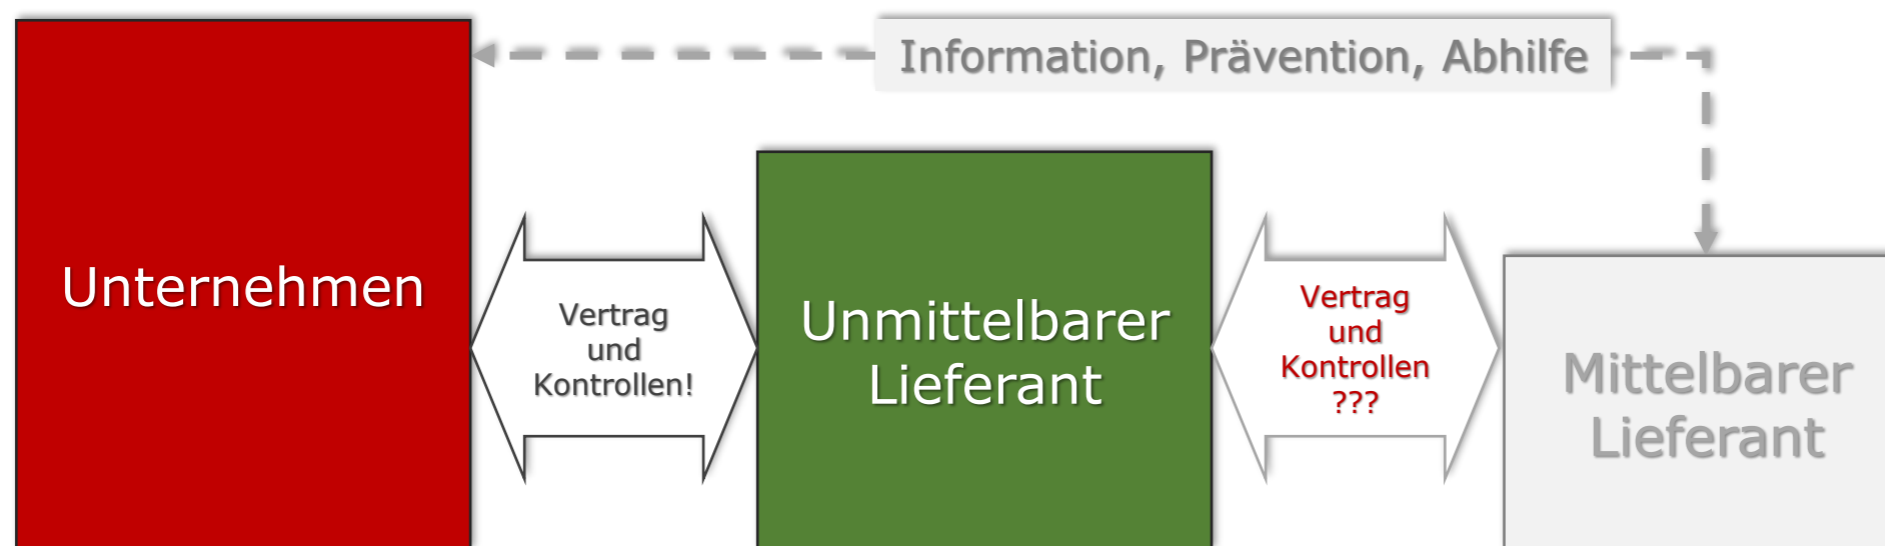 Information, Prävention, Abhilfe
Unternehmen
Vertrag
und
Kontrollen!
Unmittelbarer
Lieferant
Vertrag
und
Kontrollen
???
Mittelbarer
Lieferant